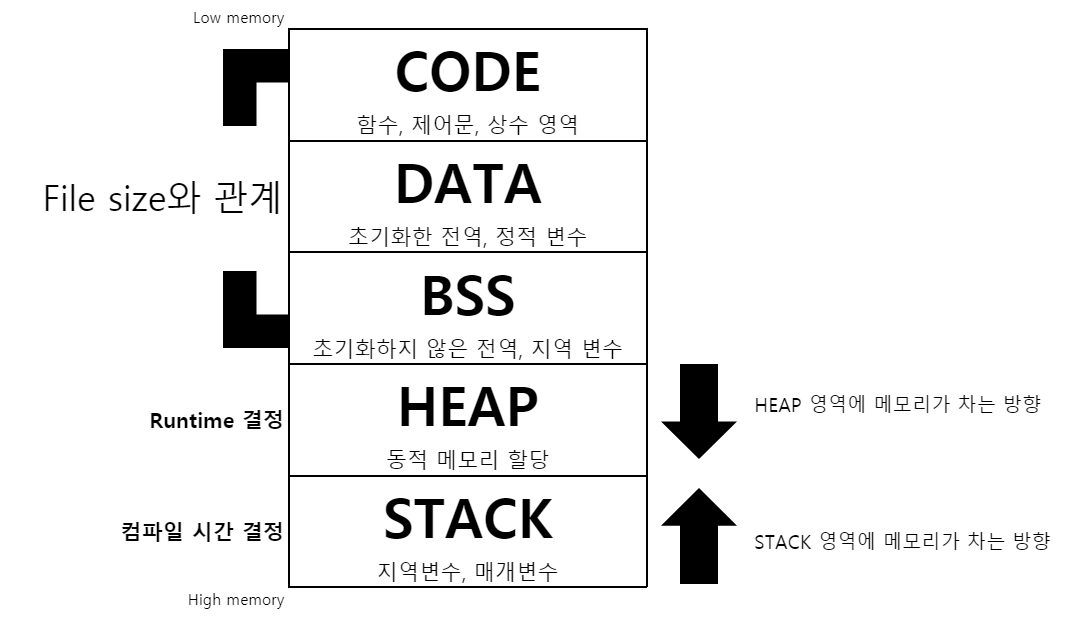 Low memory
CODE
함수, 제어문, 상수 영역
File size와 관계
DATA
초기화한 전역, 정적 변수
BSS
초기화하지 않은 전역, 지역 변수
Runtime 결정
HEAP
동적 메모리 할당
HEAP 영역에 메모리가 차는 방향
컴파일 시간 결정
STACK
지역변수, 매개변수
STACK 영역에 메모리가 차는 방향
High memory